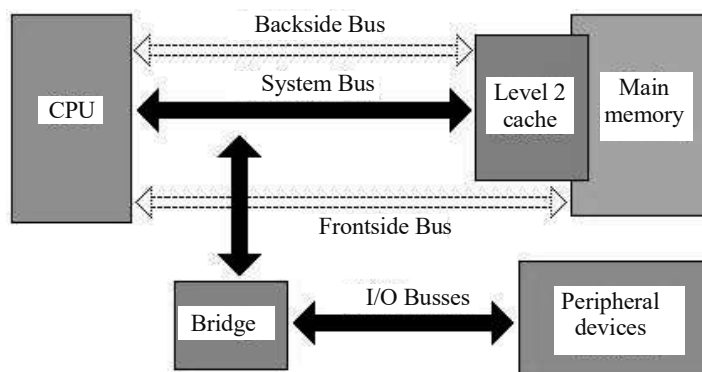 Backside Bus
System Bus
CPU
Level 2
cache
Main
memory
Frontside Bus
I/O Busses
Bridge
Peripheral
devices